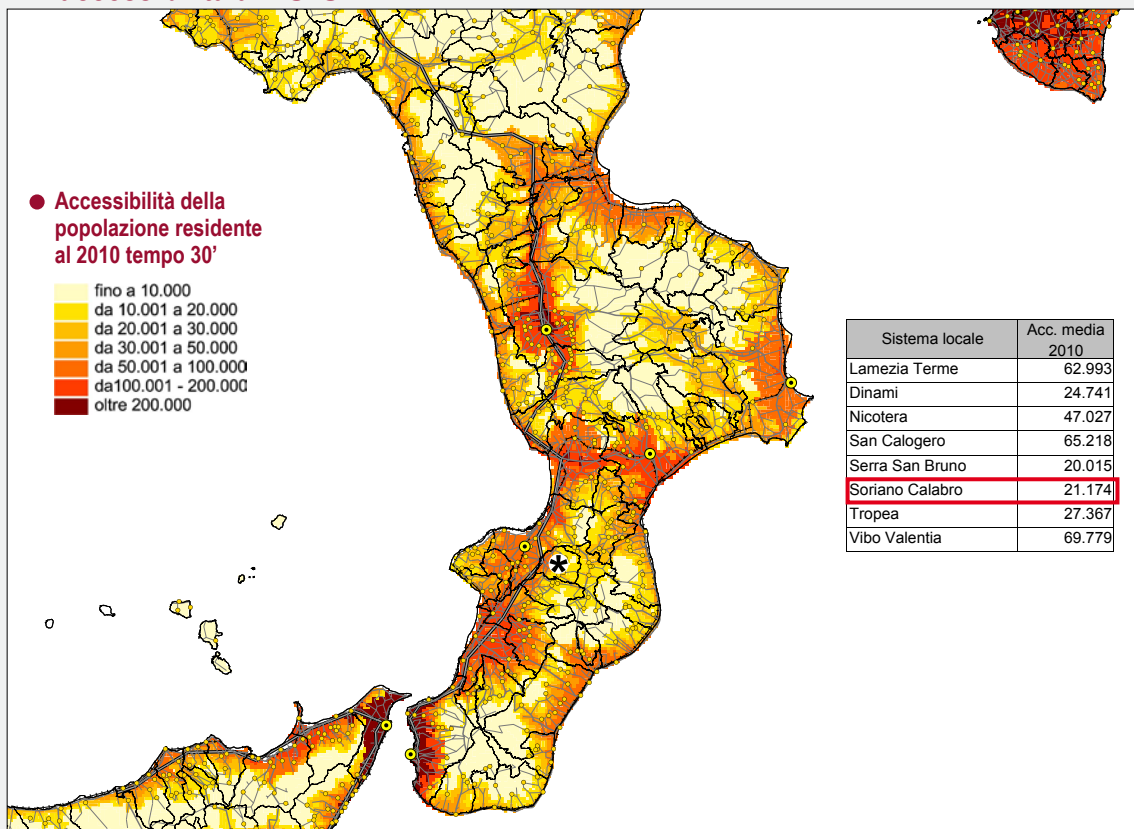 ● Accessibilità della
popolazione residente
al 2010 tempo 30’
fino a 10.000
da 10.001 a 20.000
da 20.001 a 30.000
da 30.001 a 50.000
da 50.001 a 100.000
da100.001 - 200.000
oltre 200.000
Sistema locale Acc. media 2010
Lamezia Terme 62.993
Dinami 24.741
Nicotera 47.027
San Calogero 65.218
Serra San Bruno 20.015
Soriano Calabro 21.174
Tropea 27.367
Vibo Valentia 69.779
*